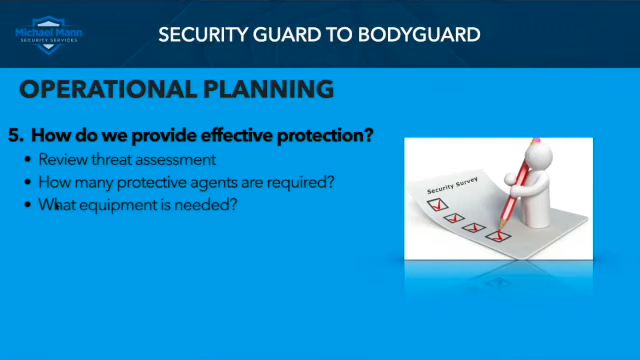 Michael Mann
SECURITY SERVICES
SECURITY GUARD TO BODYGUARD
OPERATIONAL PLANNING
5. How do we provide effective protection?
• Review threat assessment
• How many protective agents are required?
• What equipment is needed?
Security Survey